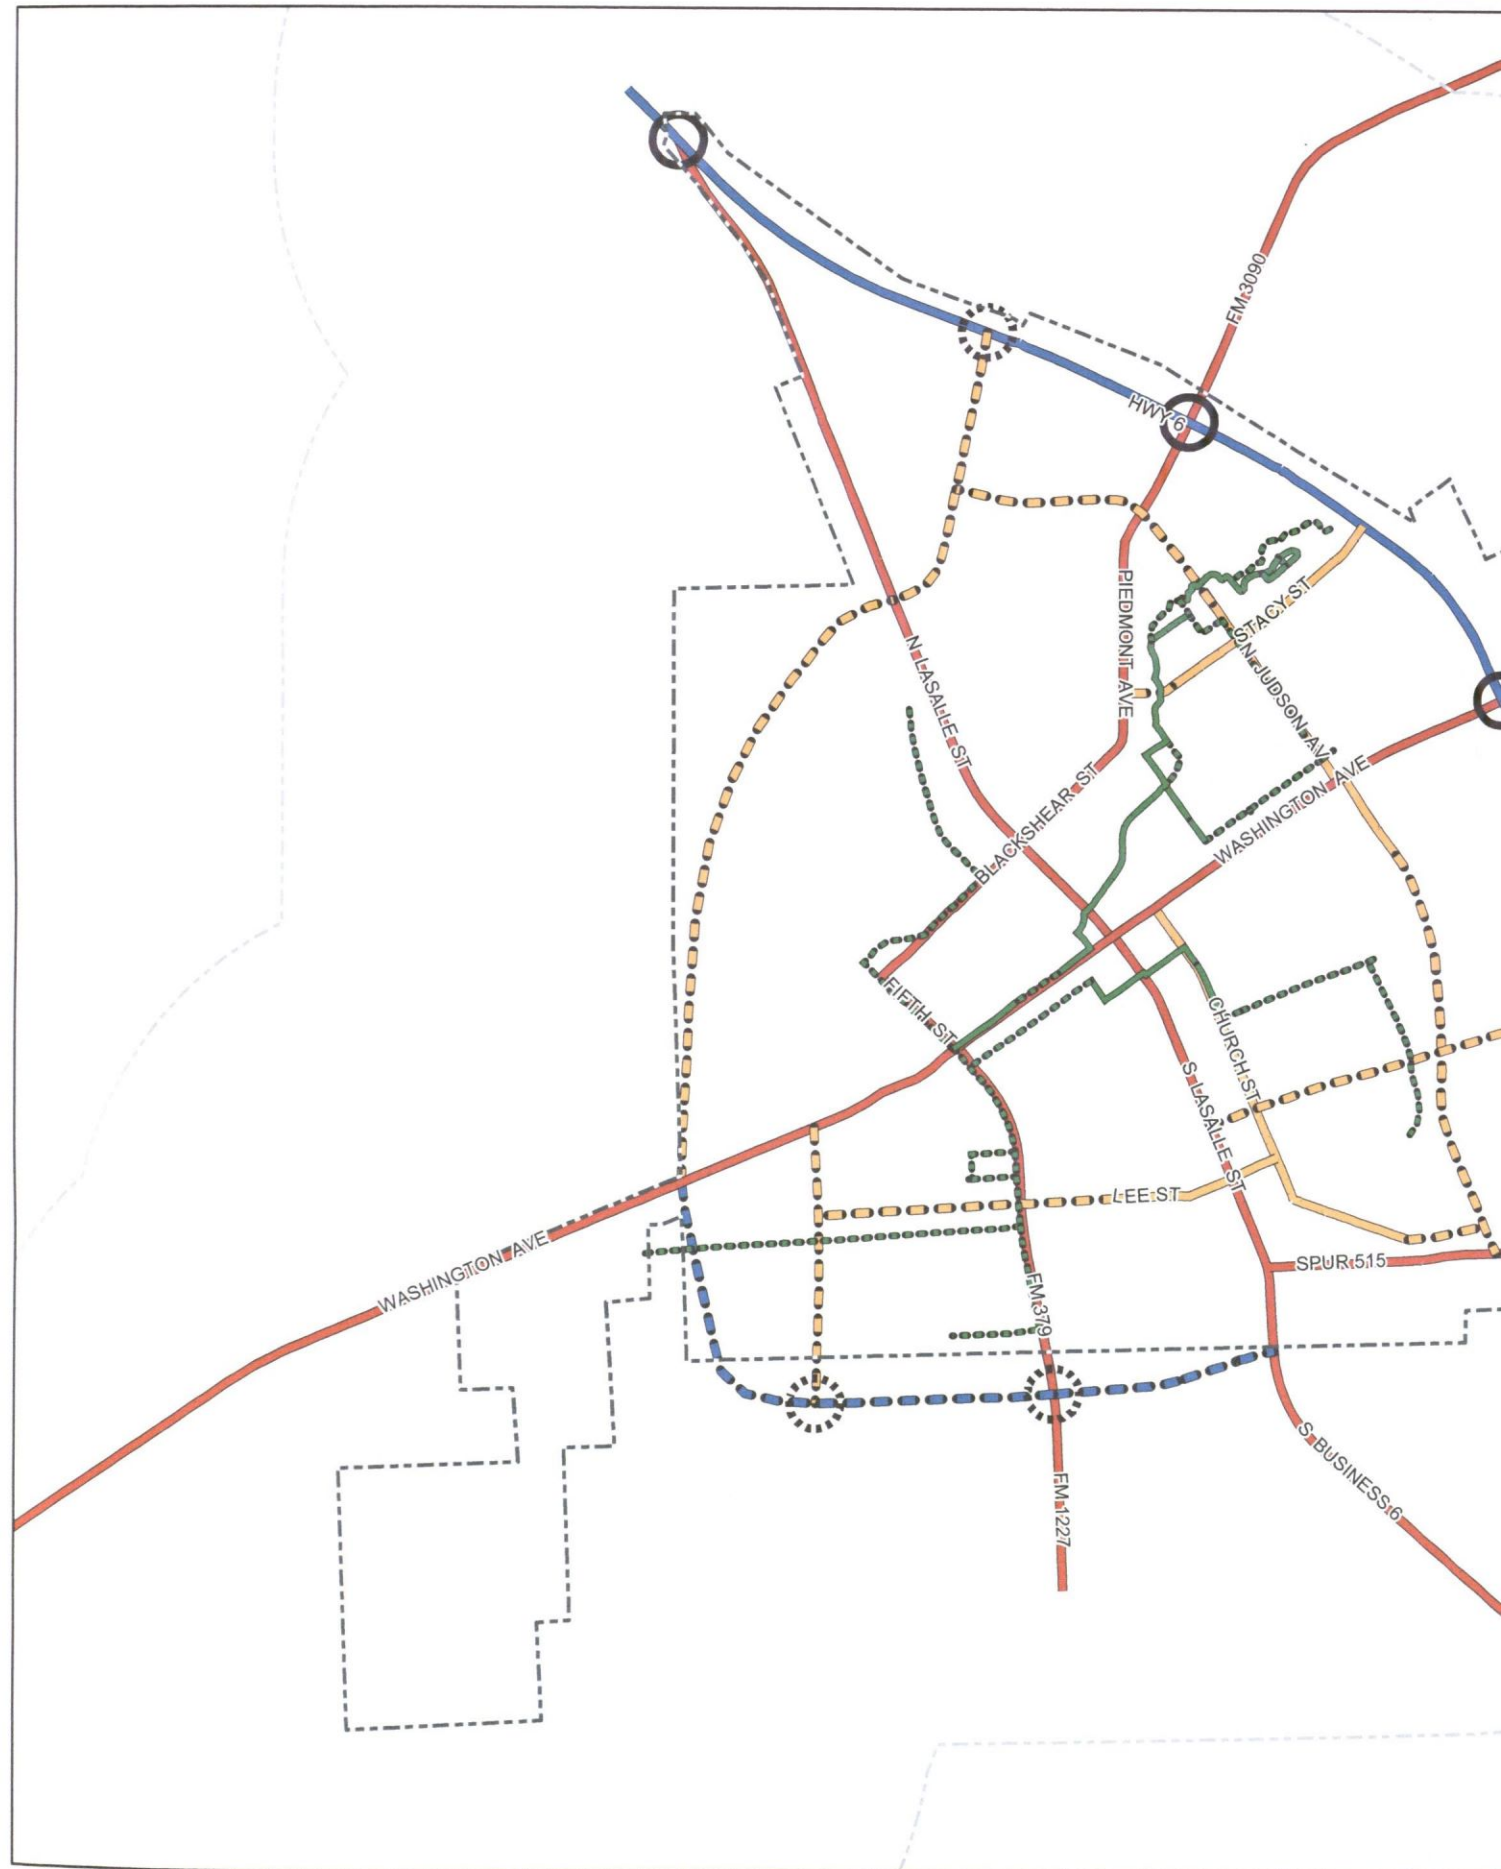 FM 3090
HWY 6
PIEDMONT AVE
STACY ST
N LASALLE ST
N JUDSON AV
BLACKSHEAR ST
WASHINGTON AVE
FIFTH ST
CHURCH ST
S LASALLE ST
LEE ST
WASHINGTON AVE
SPUR 515
FM 379
S BUSINESS 6
FM 1227